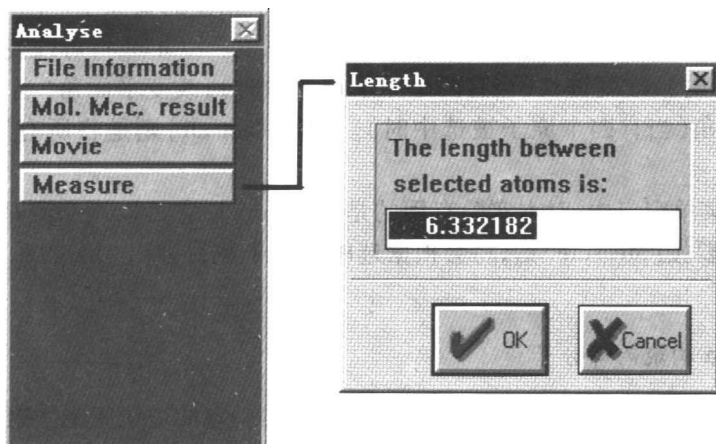 Analyse
File Information
Mol. Mec. result
Movie
Measure
Length
The length between
selected atoms is:
6.332182
OK
Cancel